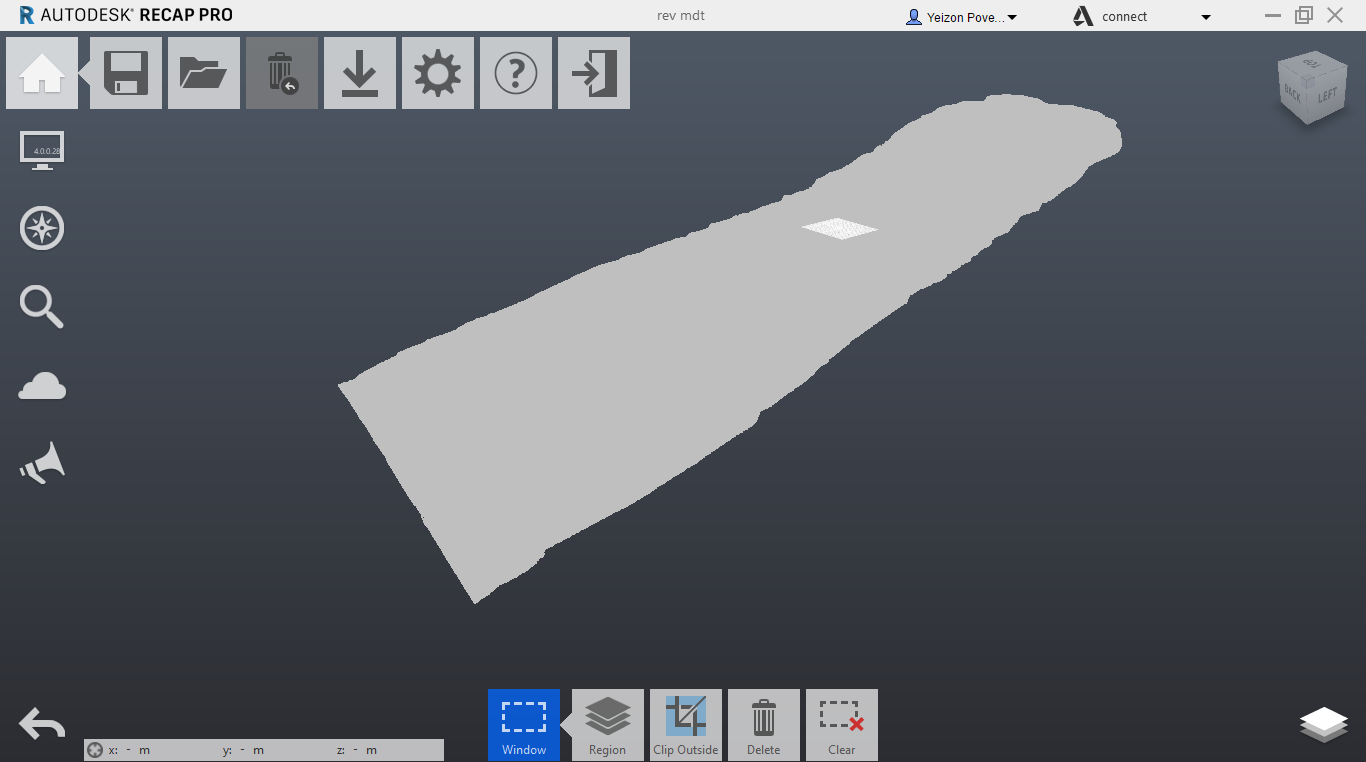 AUTODESK® RECAP PRO
rev mdt
Yeizon Pove...
connect
4.0.0.28
TOP
BACK
LEFT
x: - m y: - m z: - m
Window
Region
Clip Outside
Delete
Clear